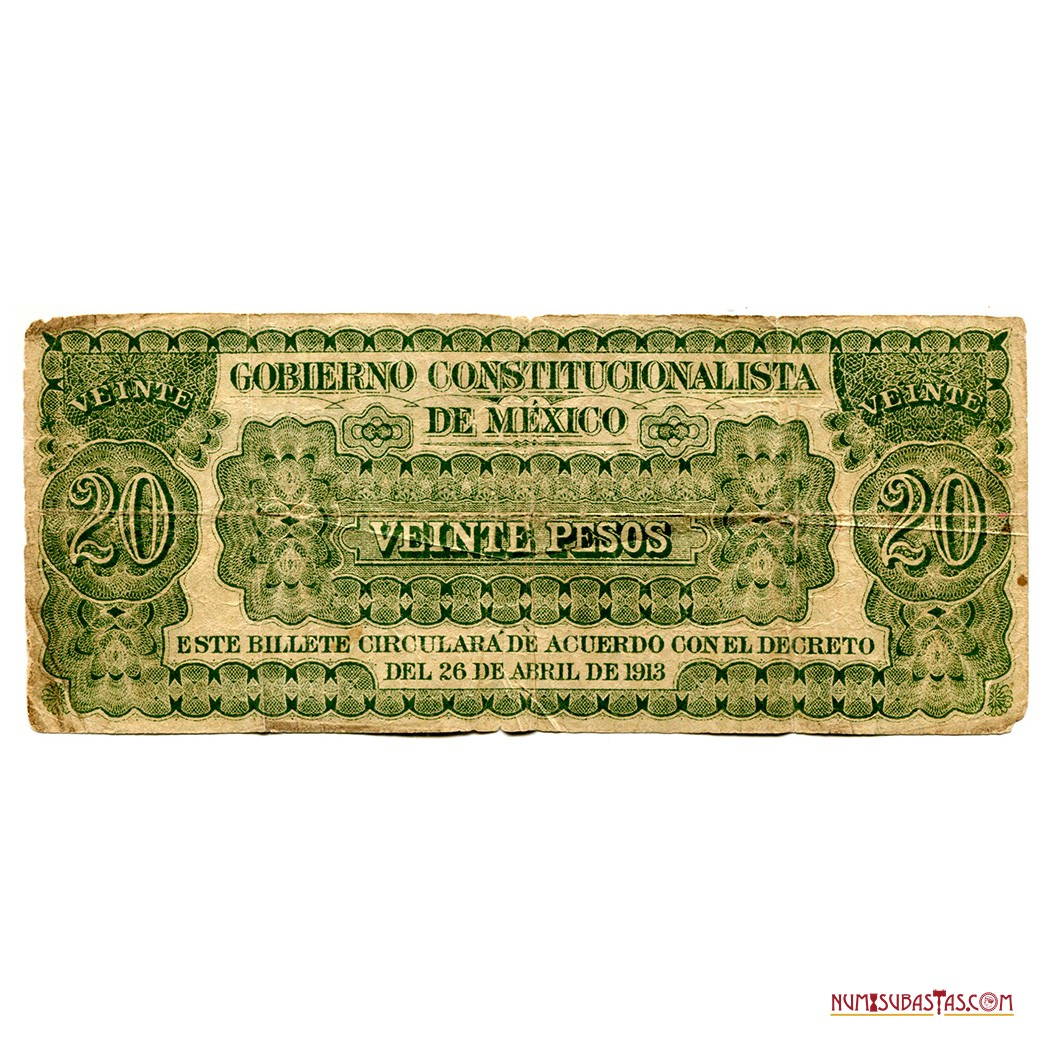 GOBIERNO CONSTITUCIONALISTA
DE MÉXICO
VEINTE
VEINTE
20
20
VEINTE PESOS
ESTE BILLETE CIRCULARÁ DE ACUERDO CON EL DECRETO
DEL 26 DE ABRIL DE 1913
NUMISUBASTAS.COM